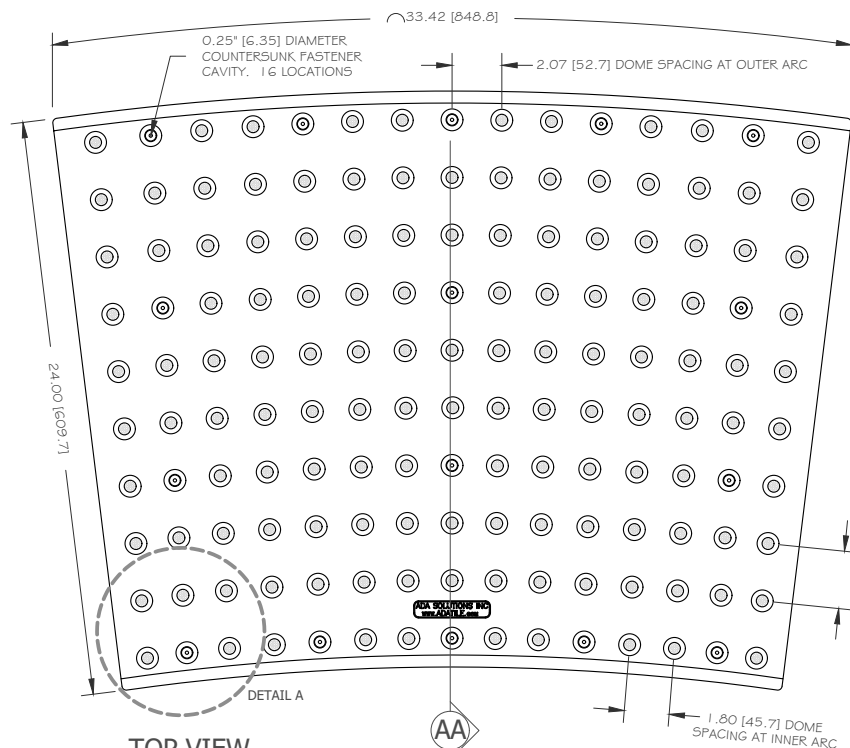 33.42 [848.8]
0.25" [6.35] DIAMETER
COUNTERSUNK FASTENER
CAVITY. 16 LOCATIONS
2.07 [52.7] DOME SPACING AT OUTER ARC
24.00 [609.7]
ADA SOLUTIONS INC
www.ADATILE.com
DETAIL A
1.80 [45.7] DOME
SPACING AT INNER ARC
AA
TOP VIEW